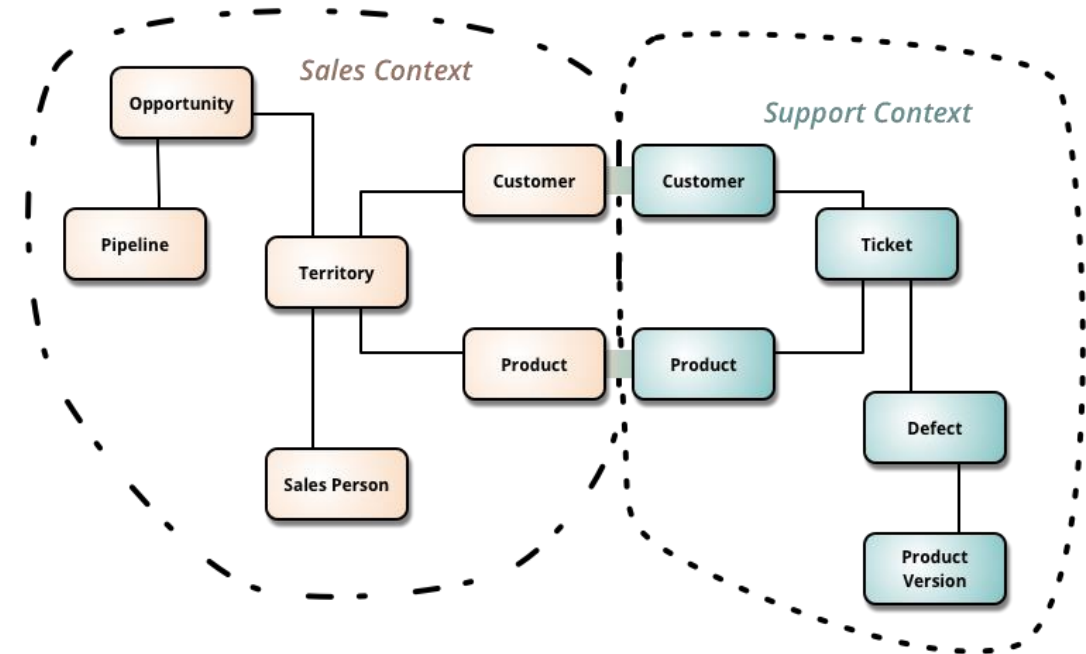 Sales Context
Opportunity
Pipeline
Territory
Customer
Product
Sales Person
Support Context
Customer
Ticket
Product
Defect
Product
Version